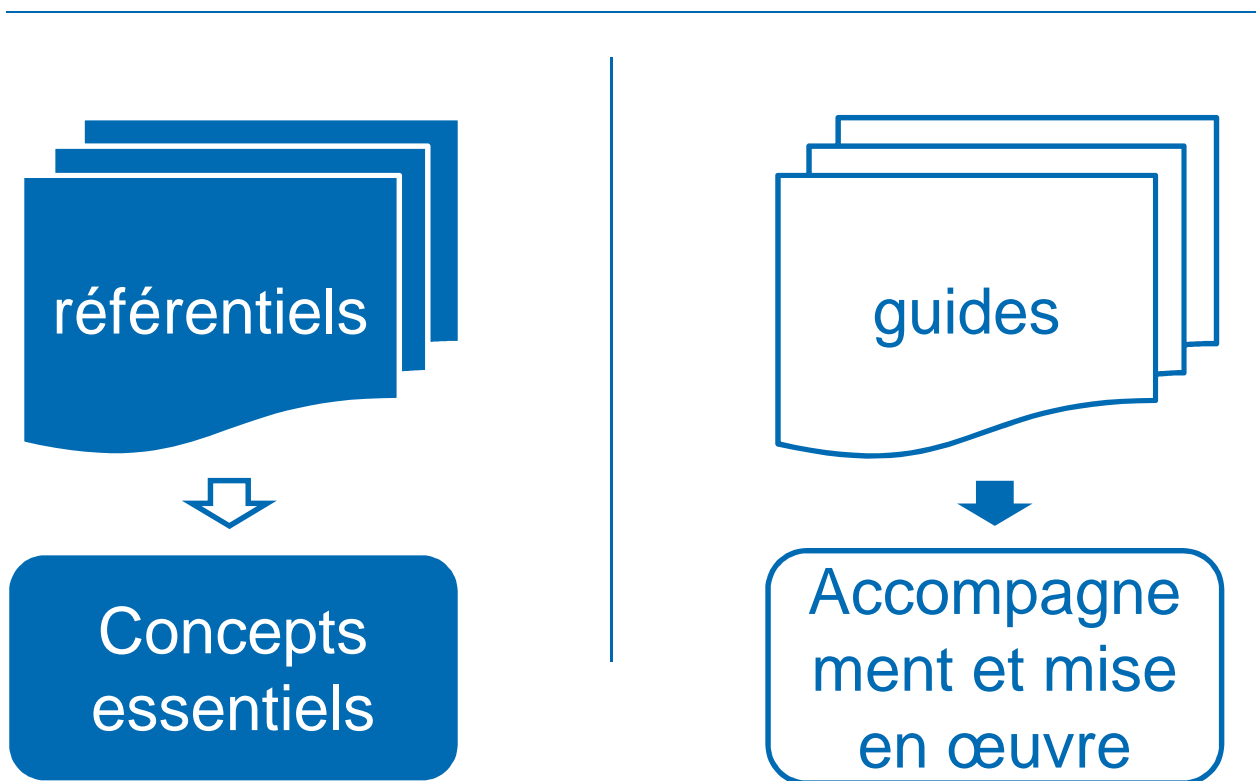 référentiels
Concepts
essentiels
guides
Accompagne
ment et mise
en œuvre